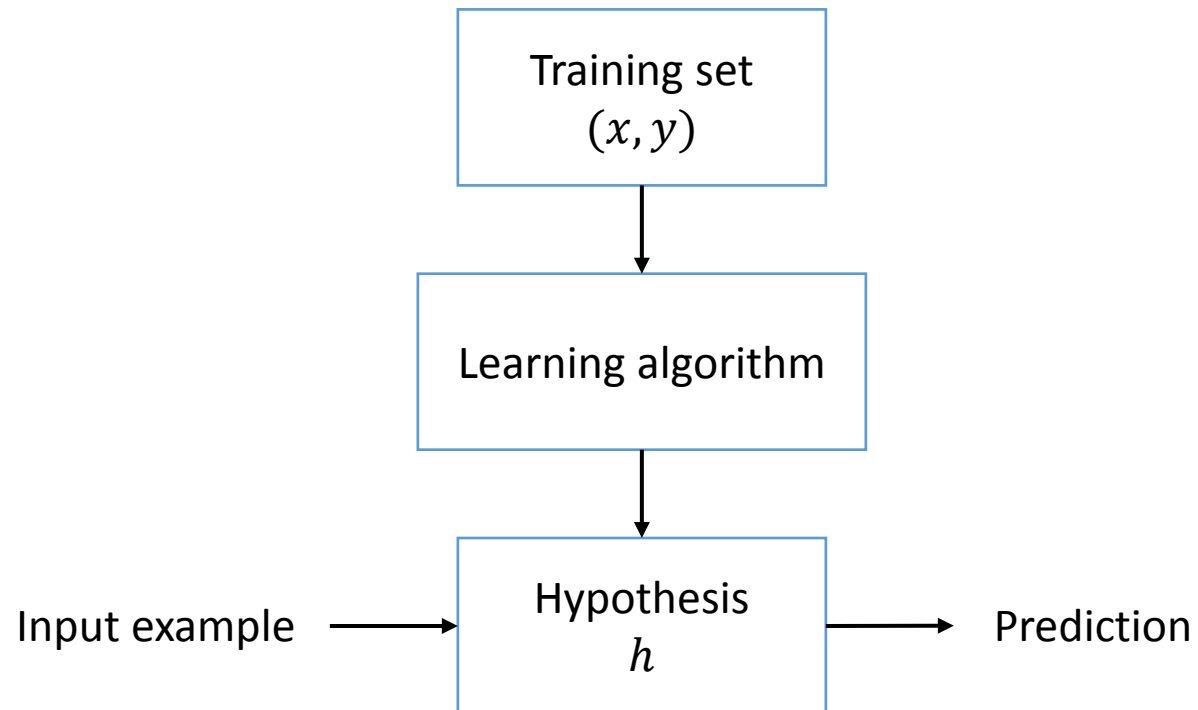 Training set
(x, y)
Learning algorithm
Hypothesis
h
Input example
Prediction